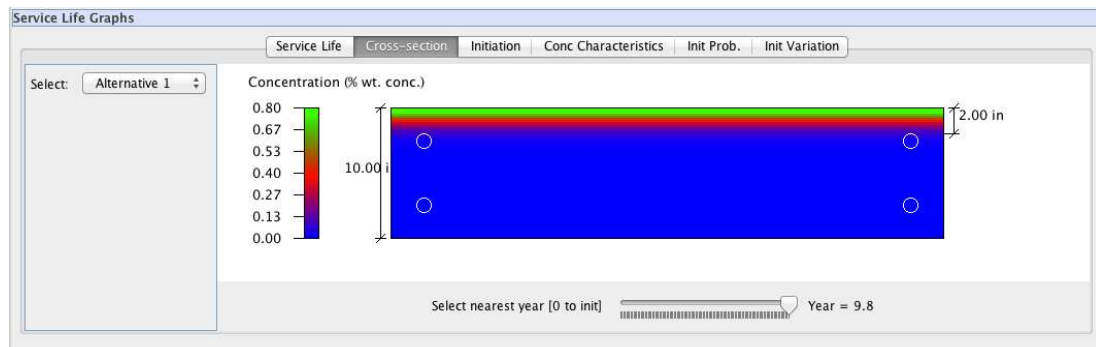 Service Life Graphs
Service Life Cross-section Initiation Conc Characteristics Init Prob. Init Variation
Select: Alternative 1
Concentration (% wt. conc.)
0.80
0.67
0.53
0.40
0.27
0.13
0.00
10.00 i
2.00 in
Select nearest year [0 to init] Year = 9.8